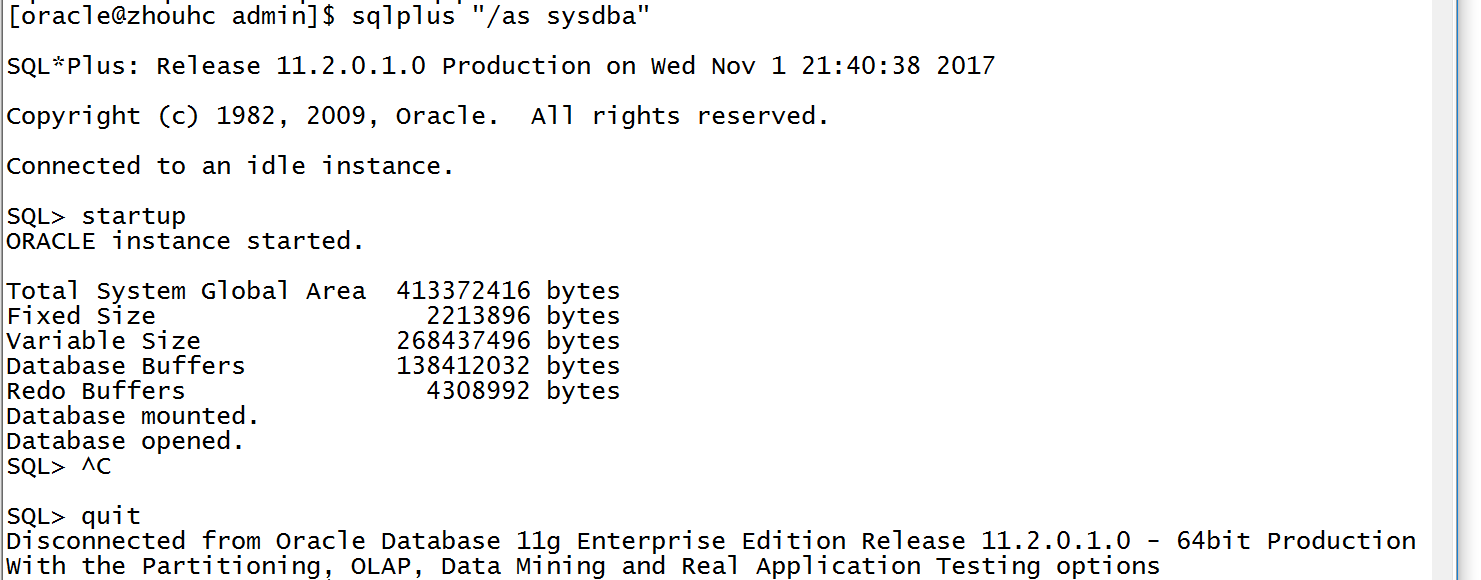 [oracle@zhouhc admin]$ sqlplus "/as sysdba"
SQL*Plus: Release 11.2.0.1.0 Production on Wed Nov 1 21:40:38 2017
Copyright (c) 1982, 2009, Oracle.  All rights reserved.
Connected to an idle instance.
SQL> startup
ORACLE instance started.
Total System Global Area  413372416 bytes
Fixed Size                  2213896 bytes
Variable Size             268437496 bytes
Database Buffers          138412032 bytes
Redo Buffers                4308992 bytes
Database mounted.
Database opened.
SQL> ^C
SQL> quit
Disconnected from Oracle Database 11g Enterprise Edition Release 11.2.0.1.0 - 64bit Production
With the Partitioning, OLAP, Data Mining and Real Application Testing options